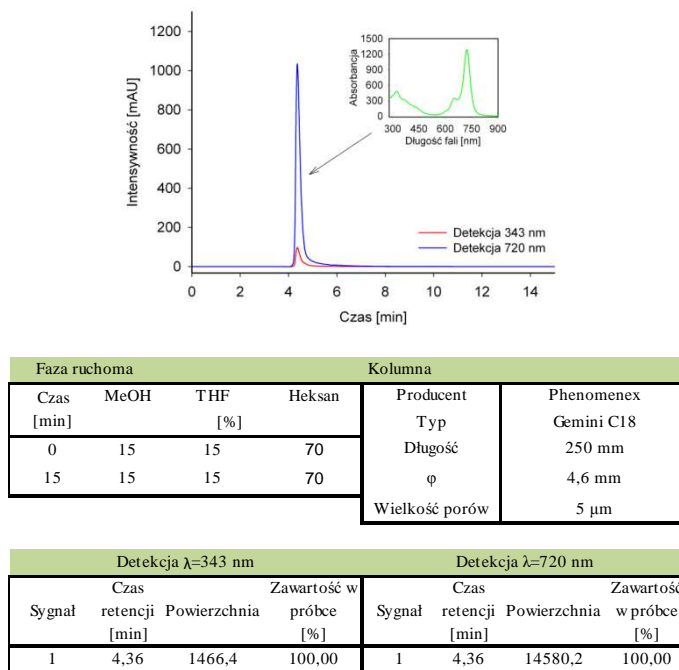 1200
1000
800
600
400
200
0
Intensywność [mAU]
0 2 4 6 8 10 12 14
Czas [min]
1500
1200
900
600
300
0
Absorbancja
300 450 600 750 900
Długość fali [nm]
Detekcja 343 nm
Detekcja 720 nm
Faza ruchoma Kolumna
Czas MeOH THF Heksan Producent Phenomenex
[min] [%] Typ Gemini C18
0 15 15 70 Długość 250 mm
15 15 15 70 φ 4,6 mm
Wielkość porów 5 μm
Detekcja λ=343 nm Detekcja λ=720 nm
Czas Zawartość w Czas Zawartość
Sygnał retencji Powierzchnia próbce Sygnał retencji Powierzchnia w próbce
[min] [%] [min] [%]
1 4,36 1466,4 100,00 1 4,36 14580,2 100,00